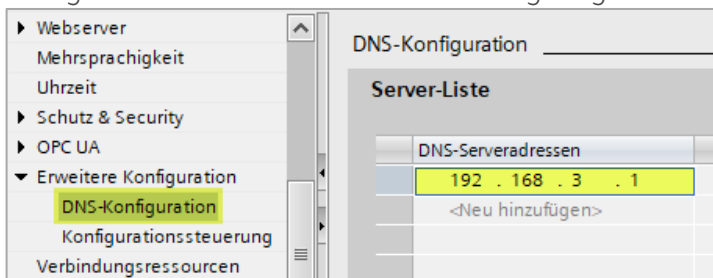 Webserver
Mehrsprachigkeit
Uhrzeit
Schutz & Security
OPC UA
Erweitere Konfiguration
DNS-Konfiguration
Konfigurationssteuerung
Verbindungsressourcen
DNS-Konfiguration
Server-Liste
DNS-Serveradressen
192 . 168 . 3 . 1
<Neu hinzufügen>